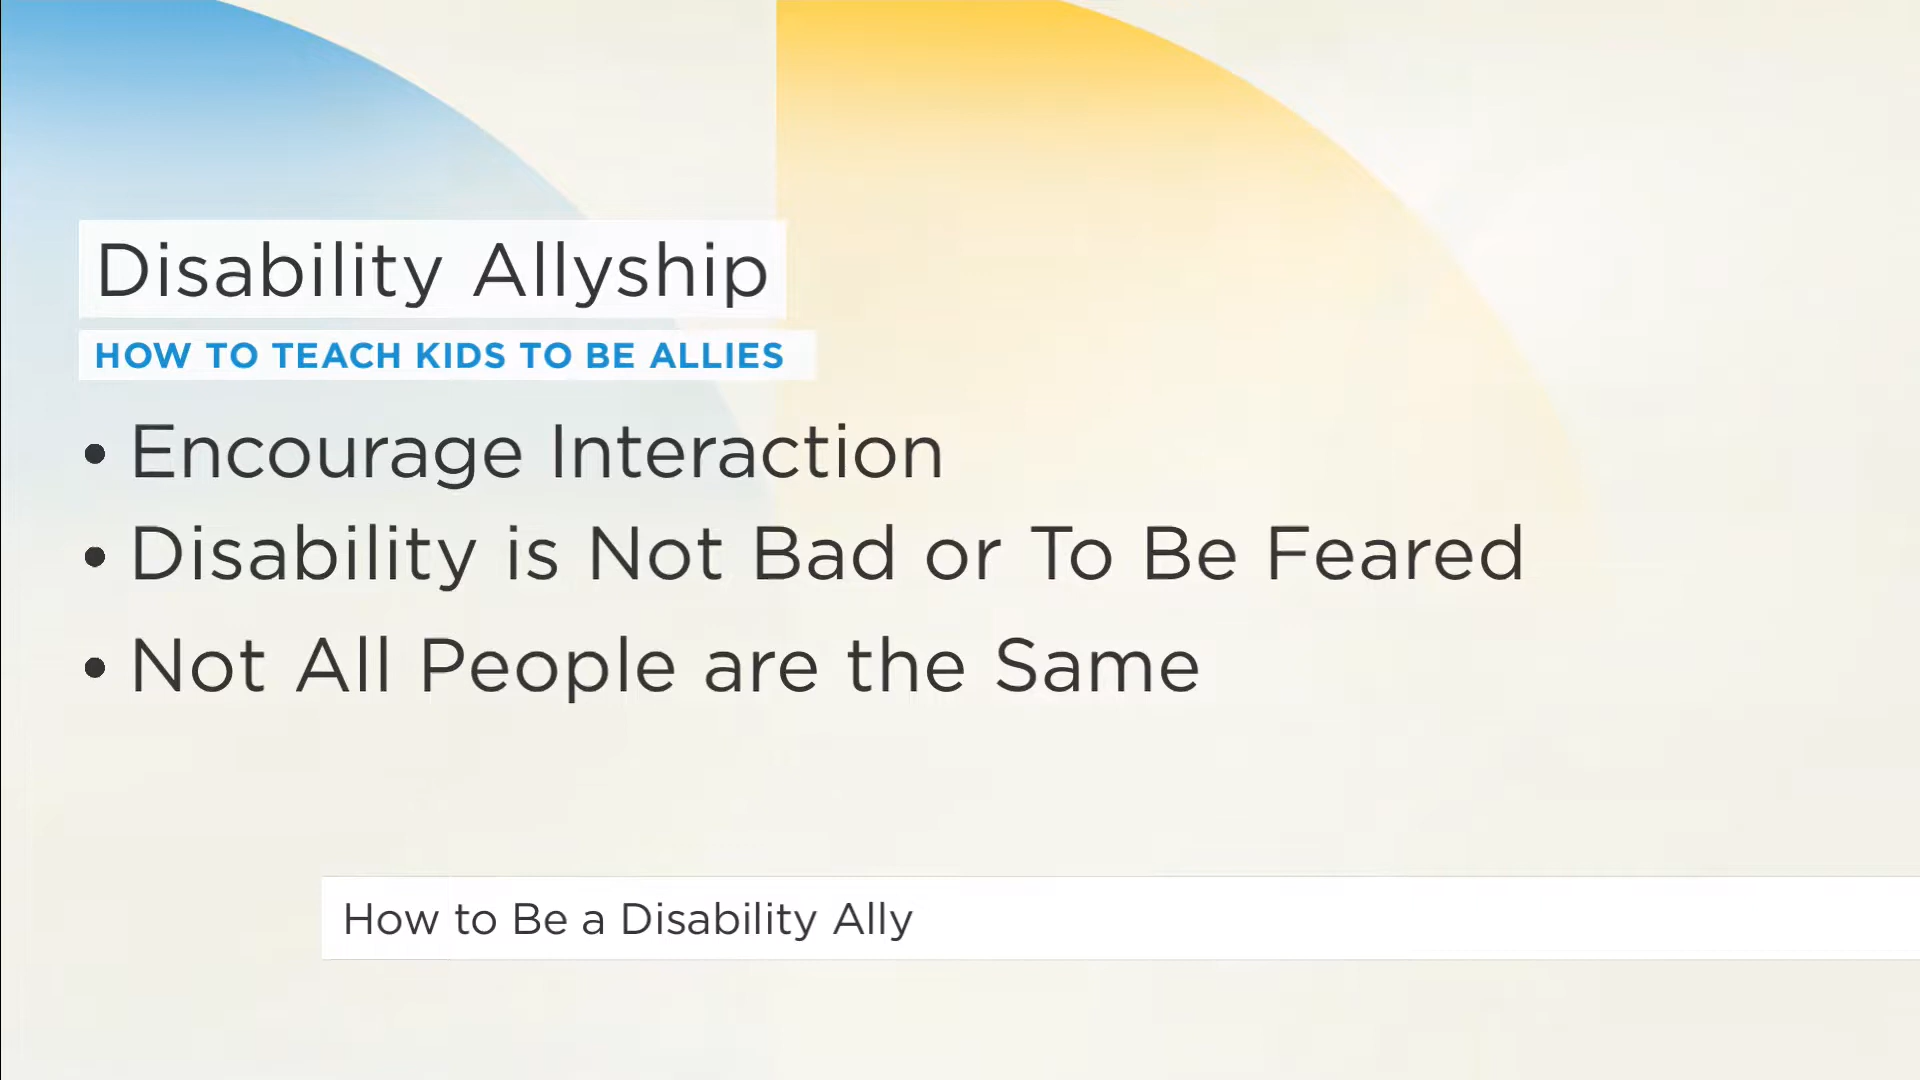 Disability Allyship
HOW TO TEACH KIDS TO BE ALLIES
• Encourage Interaction
• Disability is Not Bad or To Be Feared
• Not All People are the Same
How to Be a Disability Ally